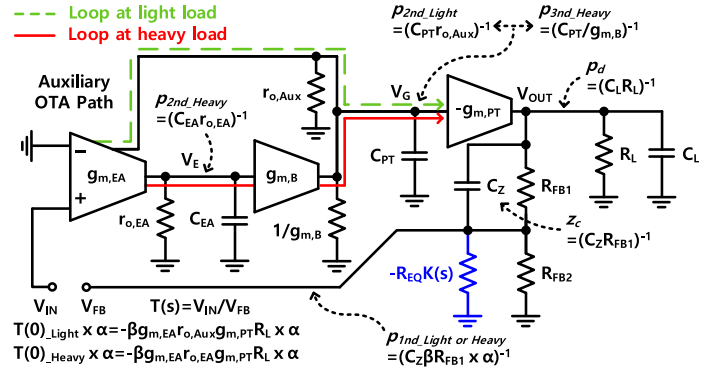 Loop at light load
Loop at heavy load
Auxiliary
OTA Path
p2nd_Heavy
=(CEAro,EA)-1
ro,Aux
p2nd_Light
=(CPTro,Aux)-1
p3nd_Heavy
=(CPT/gm,B)-1
VG
-gm,PT
VOUT
pd
=(CLRL)-1
−
gm,EA
+
VE
gm,B
CPT
RL
CL
ro,EA
CEA
1/gm,B
CZ
RFB1
zc
=(CZRFB1)-1
-REQK(s)
RFB2
VIN
VFB
T(s)=VIN/VFB
T(0)_Light x α=-βgm,EAro,Auxgm,PTRL x α
T(0)_Heavy x α=-βgm,EAro,EAgm,PTRL x α
p1nd_Light or Heavy
=(CZβRFB1 x α)-1